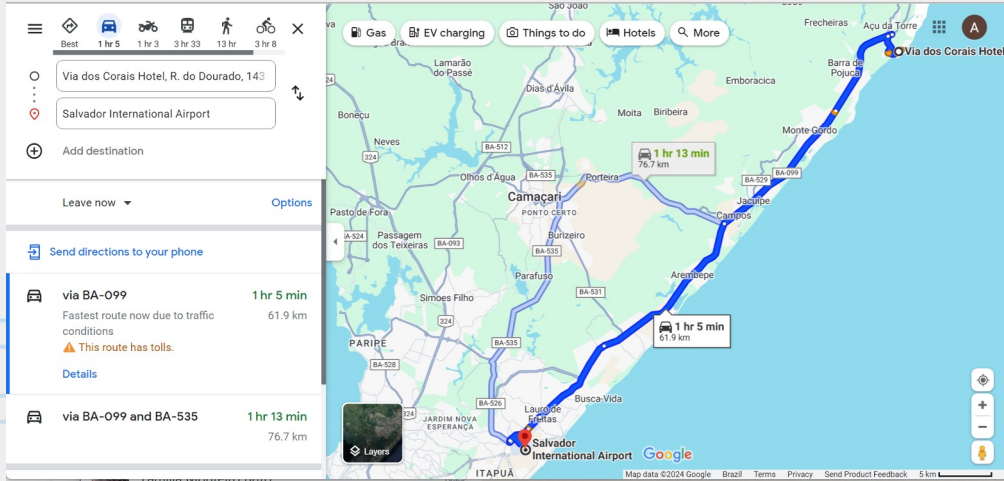 Best
1 hr 5
1 hr 3
3 hr 33
13 hr
3 hr 8
Via dos Corais Hotel, R. do Dourado, 143
Salvador International Airport
Add destination
Leave now
Options
Send directions to your phone
via BA-099
1 hr 5 min
Fastest route now due to traffic
61.9 km
conditions
This route has tolls.
Details
via BA-099 and BA-535
1 hr 13 min
76.7 km
Gas
EV charging
Things to do
Hotels
More
A
São João
Frecheiras
Açu da Torre
Via dos Corais Hotel
Barra de
Pojuca
Lamarão
do Passé
Dias d'Ávila
Emboracica
Boneçu
Moita
Biribeira
Monte Gordo
Neves
BA-512
324
1 hr 13 min
76.7 km
Olhos d'Água
BA-535
Porteira
BA-529
BA-099
Camaçari
PONTO CERTO
Jacuípe
Pasto de Fora
Campos
A-524
Passagem
dos Teixeiras
BA-093
Burizeiro
BA-535
Parafuso
Arembepe
BA-531
Simoes Filho
324
1 hr 5 min
61.9 km
PARIPE
BA-535
BA-528
Busca-Vida
BA-526
324
Lauro de
Freitas
JARDIM NOVA
ESPERANÇA
Layers
Salvador
International Airport
Google
ITAPUÃ
Map data ©2024 Google
Brazil
Terms
Privacy
Send Product Feedback
5 km